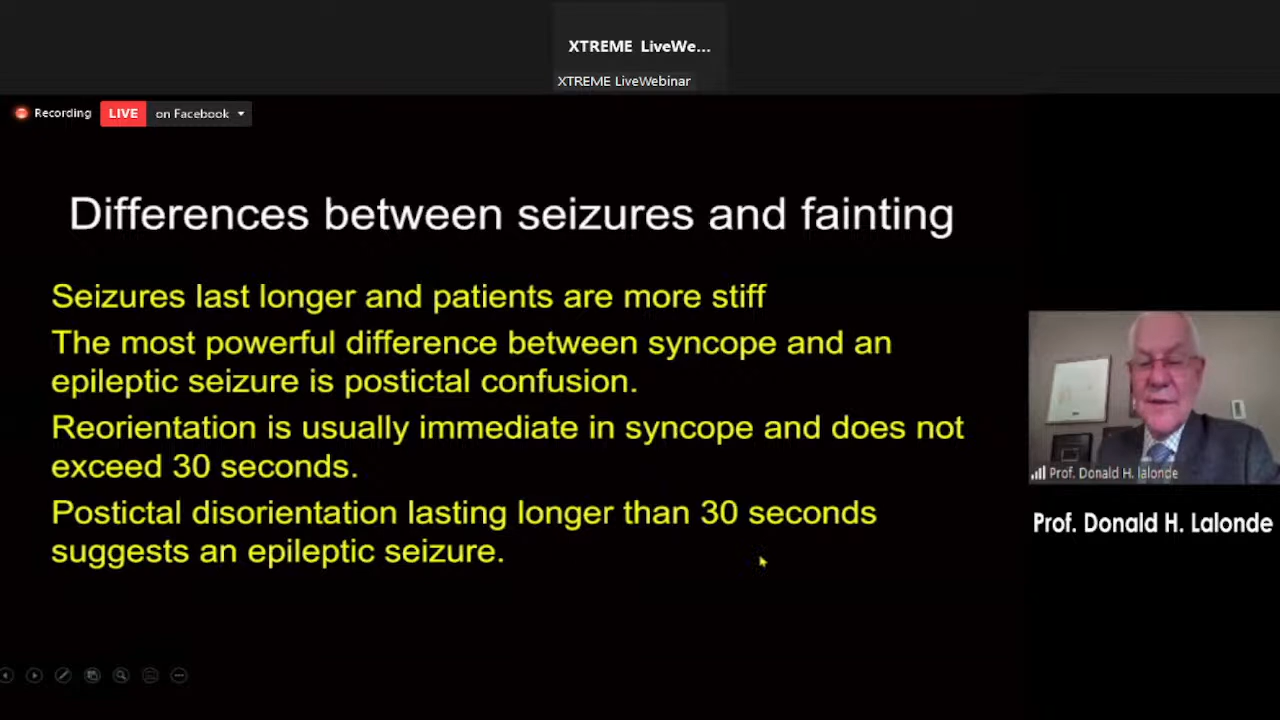 XTREME LiveWe...
XTREME LiveWebinar
Recording
LIVE
on Facebook
Differences between seizures and fainting
Seizures last longer and patients are more stiff
The most powerful difference between syncope and an
epileptic seizure is postictal confusion.
Reorientation is usually immediate in syncope and does not
exceed 30 seconds.
Postictal disorientation lasting longer than 30 seconds
suggests an epileptic seizure.
Prof. Donald H. lalonde
Prof. Donald H. Lalonde